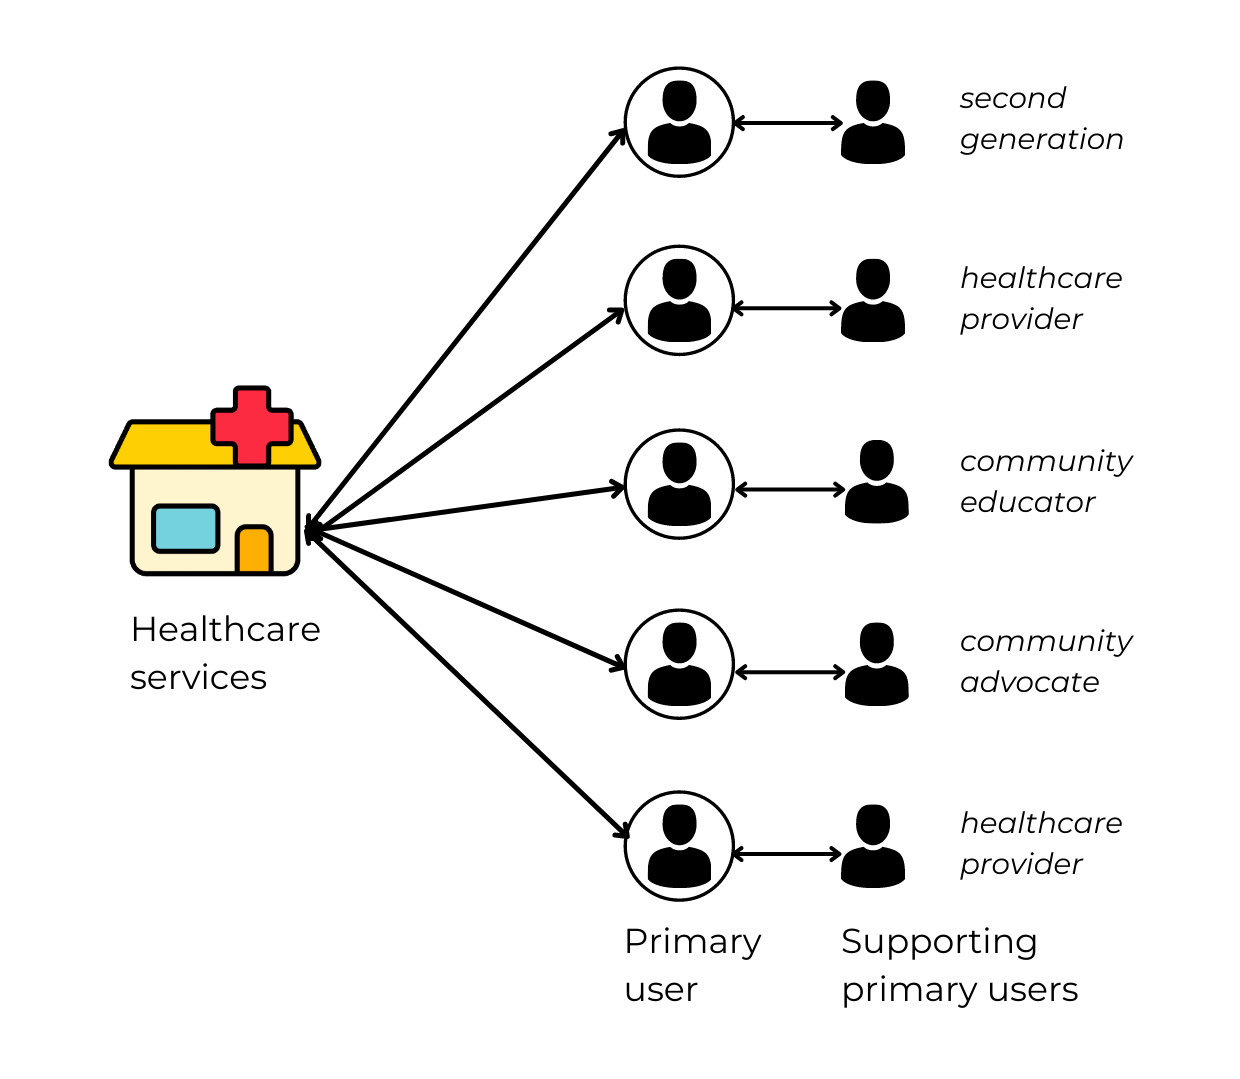 second
generation
healthcare
provider
community
educator
Healthcare
services
community
advocate
healthcare
provider
Primary
user
Supporting
primary users